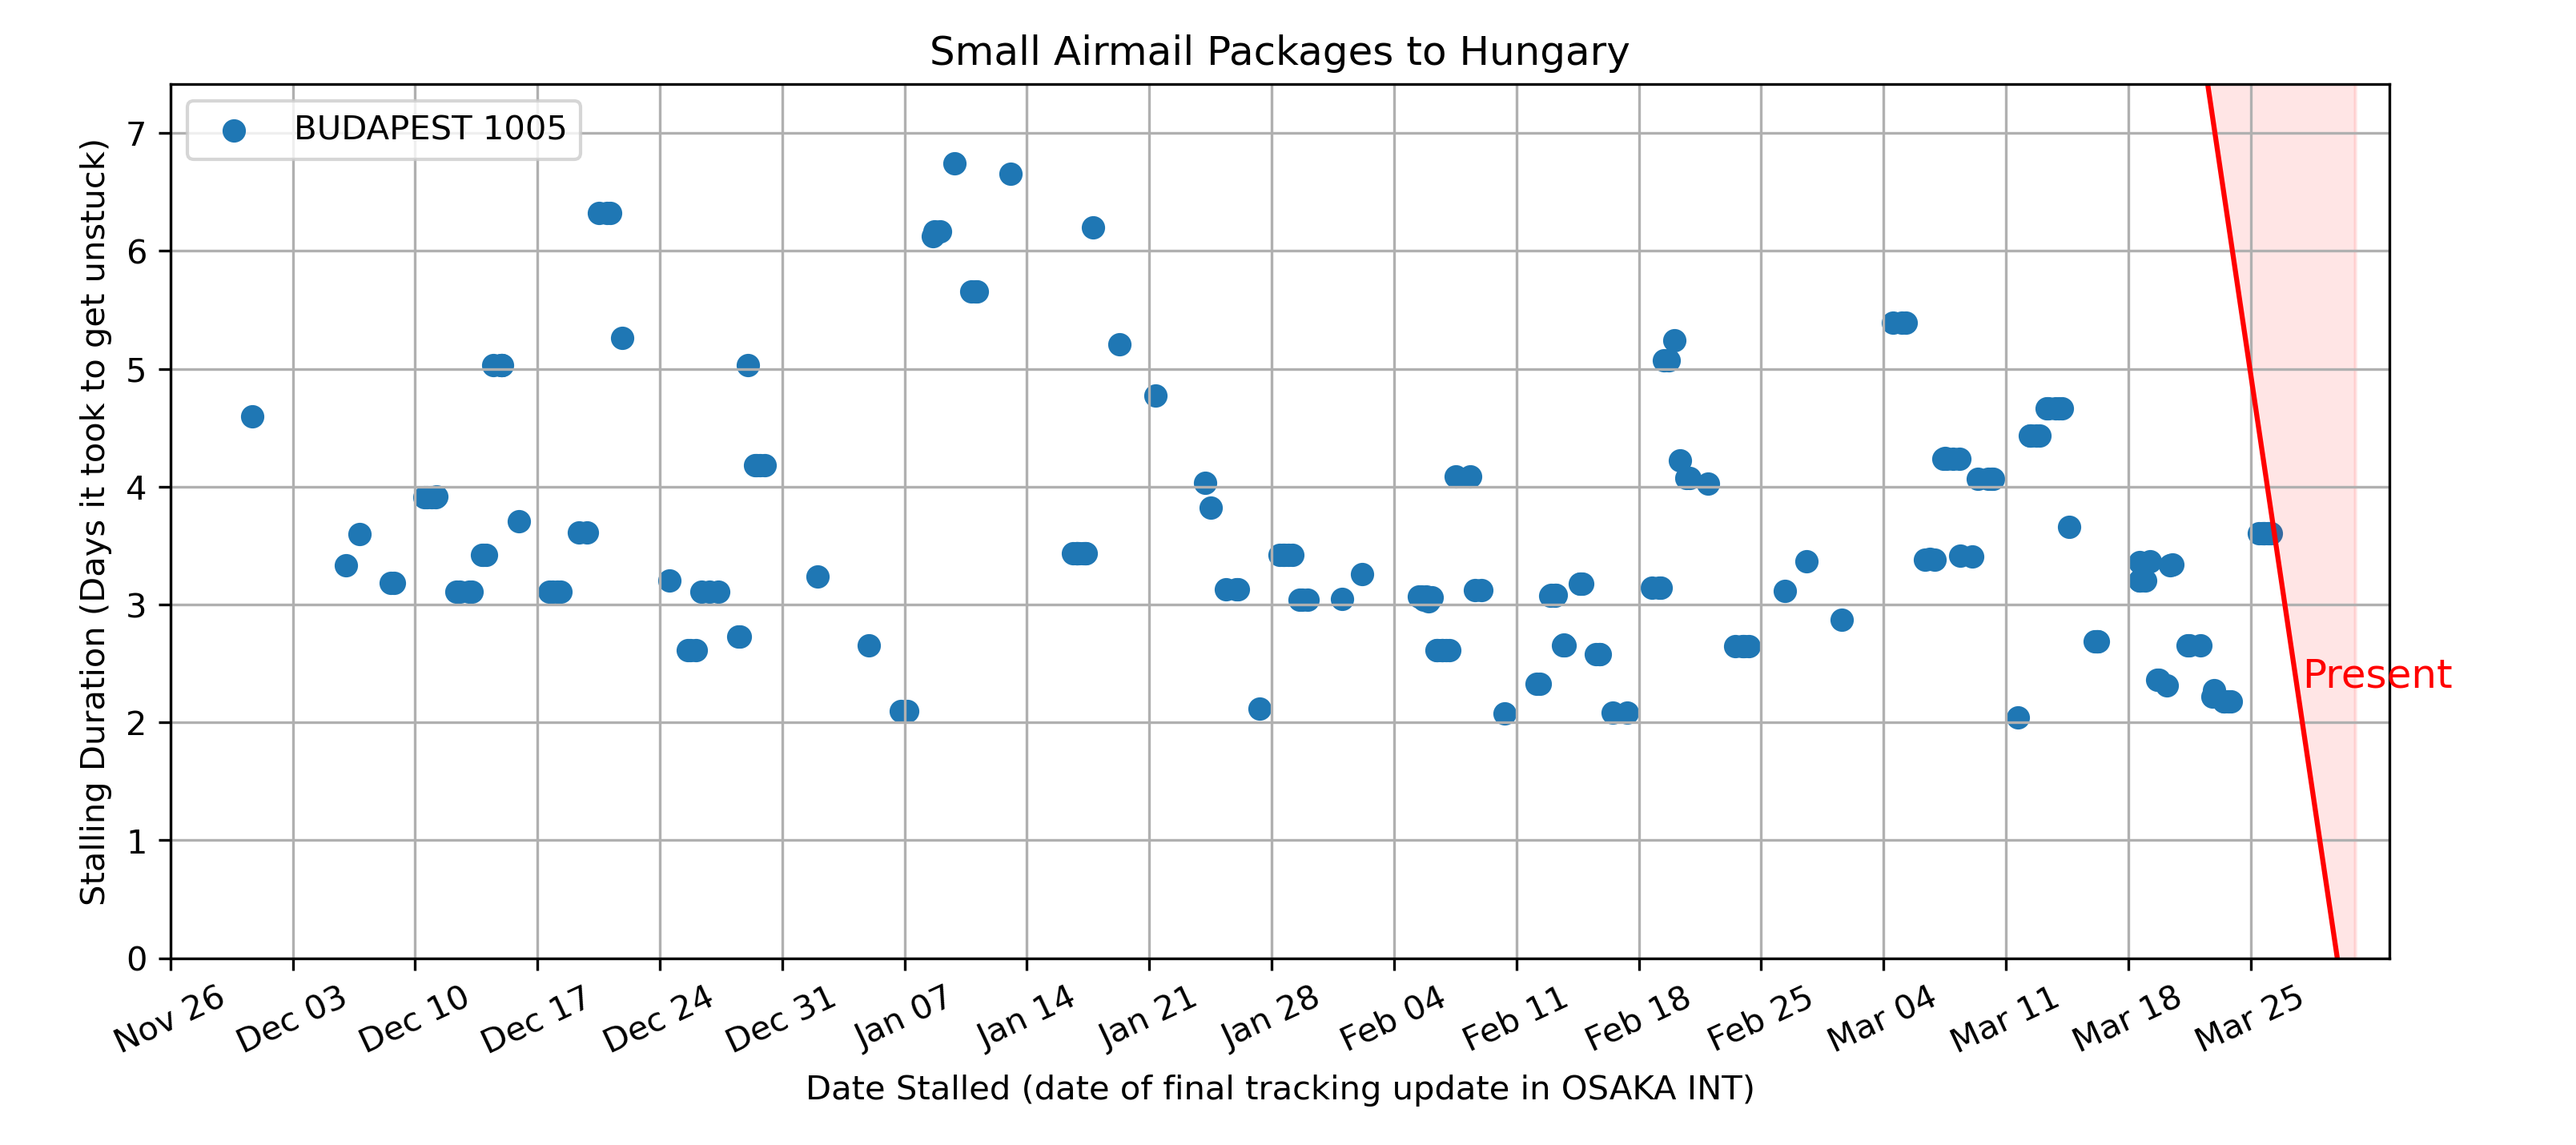 Small Airmail Packages to Hungary
BUDAPEST 1005
Stalling Duration (Days it took to get unstuck)
7
6
5
4
3
2
1
0
Present
Nov 26
Dec 03
Dec 10
Dec 17
Dec 24
Dec 31
Jan 07
Jan 14
Jan 21
Jan 28
Feb 04
Feb 11
Feb 18
Feb 25
Mar 04
Mar 11
Mar 18
Mar 25
Date Stalled (date of final tracking update in OSAKA INT)